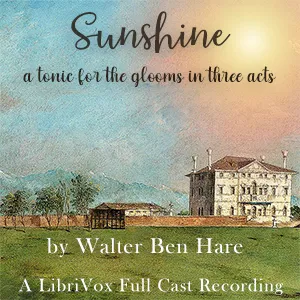 Sunshine
a tonic for the glooms in three acts
by Walter Ben Hare
A LibriVox Full Cast Recording